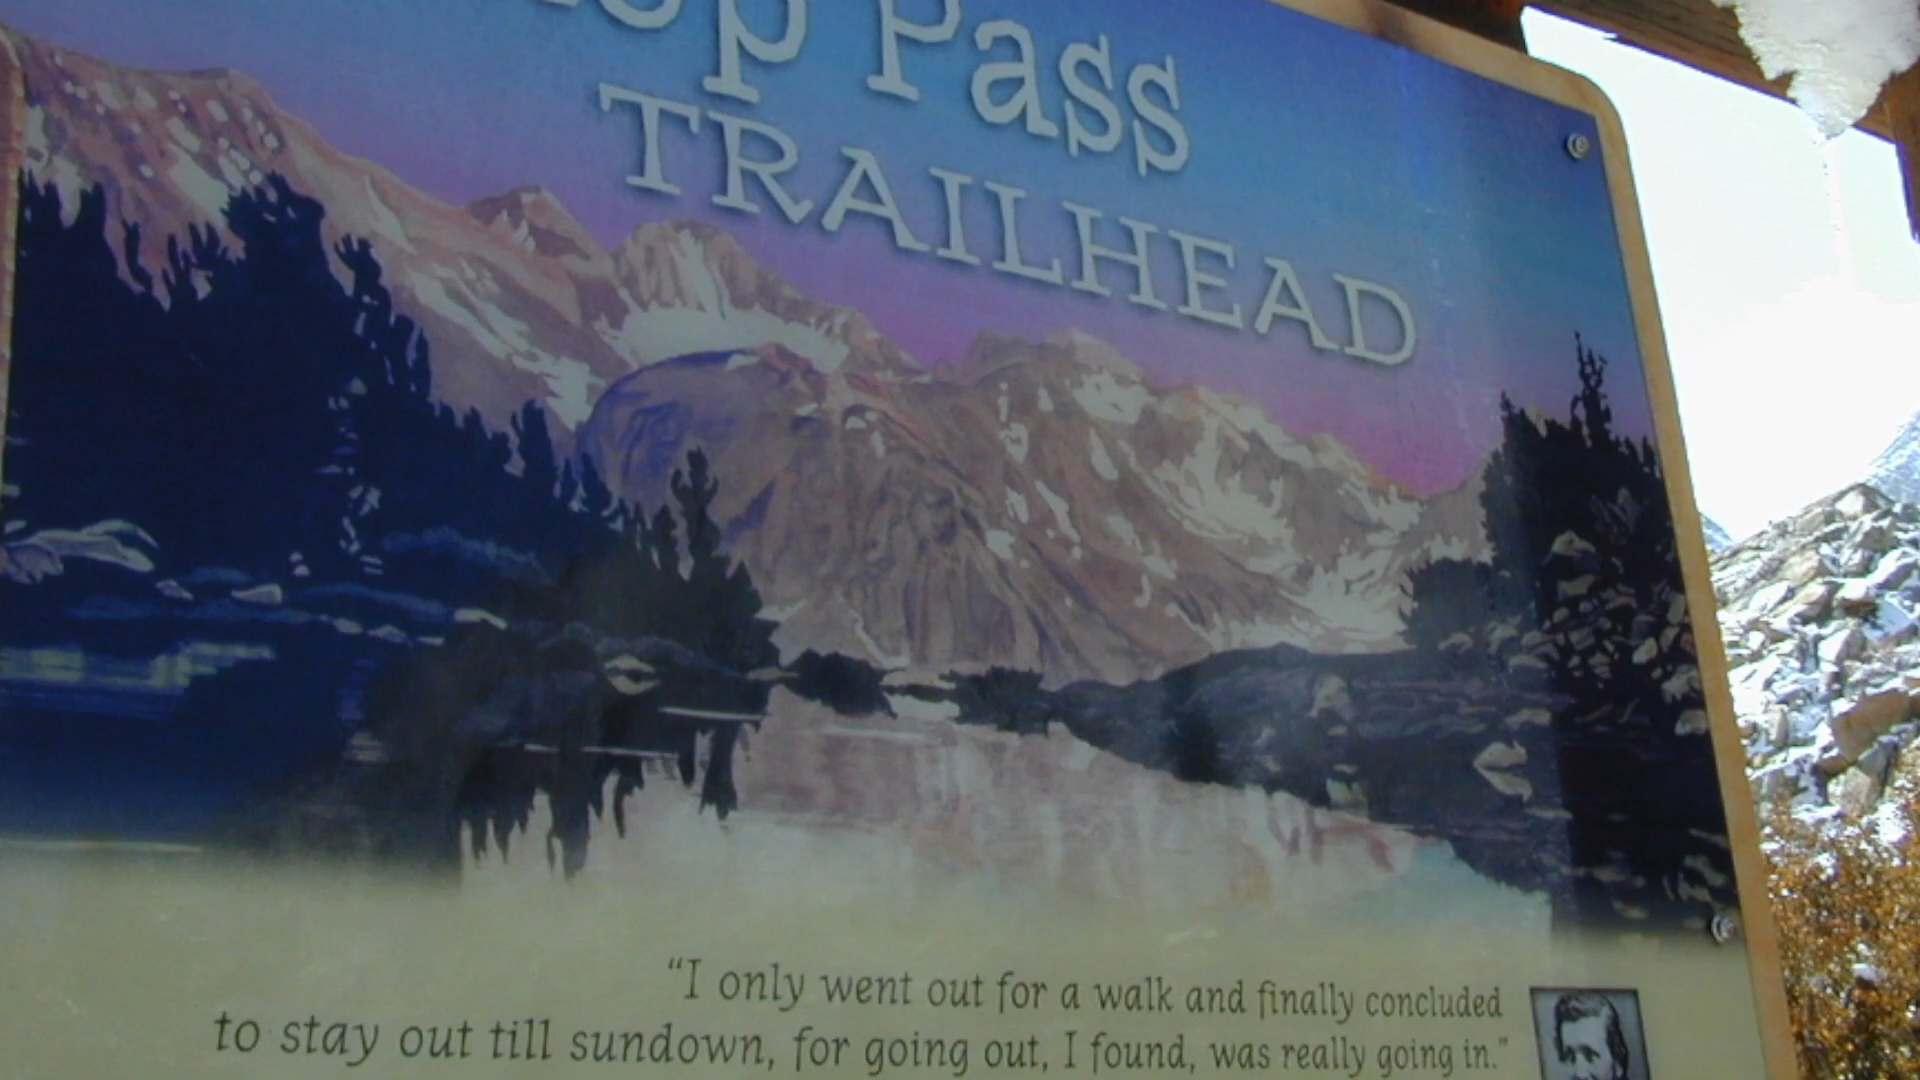 Pass
TRAILHEAD
“I only went out for a walk and finally concluded
to stay out till sundown, for going out, I found, was really going in.”